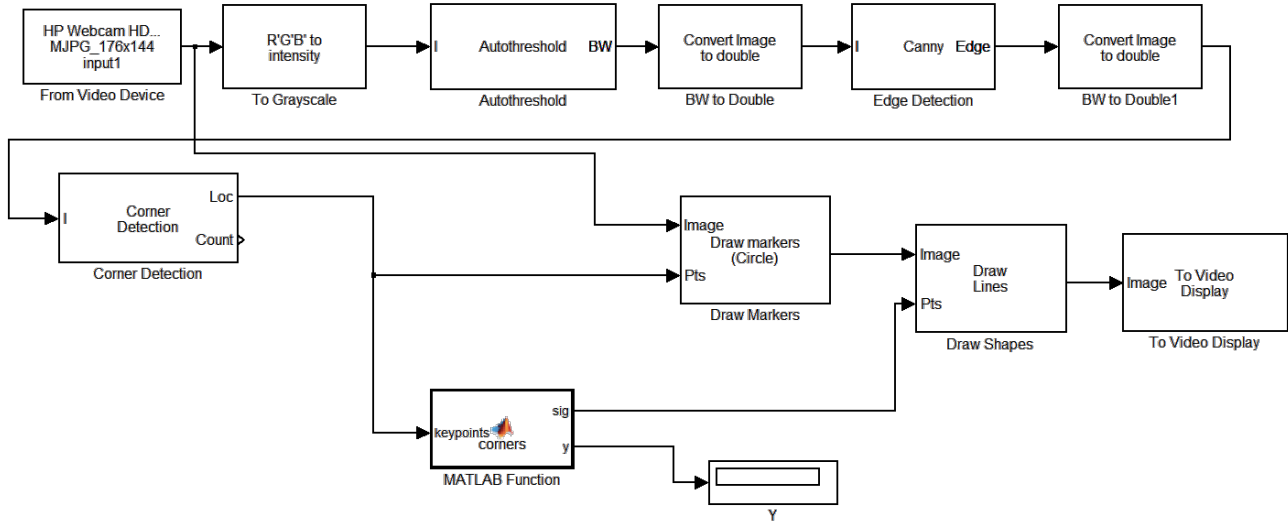 HP Webcam HD...
MJPG_176x144
input1
From Video Device
R'G'B' to
intensity
To Grayscale
I
Autothreshold
BW
Autothreshold
Convert Image
to double
BW to Double
I
Canny
Edge
Edge Detection
Convert Image
to double
BW to Double1
I
Corner
Detection
Loc
Count
Corner Detection
Image
Draw markers
(Circle)
Pts
Draw Markers
Image
Draw
Lines
Pts
Draw Shapes
Image
To Video
Display
To Video Display
keypoints
corners
sig
y
MATLAB Function
Y